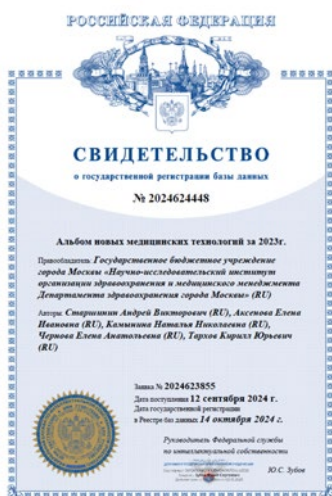 РОССИЙСКАЯ ФЕДЕРАЦИЯ
СВИДЕТЕЛЬСТВО
о государственной регистрации базы данных
№ 2024624448
Альбом новых медицинских технологий за 2023г.
Правообладатель: Государственное бюджетное учреждение
города Москвы «Научно-исследовательский институт
организации здравоохранения и медицинского менеджмента
Департамента здравоохранения города Москвы» (RU)
Авторы: Старшинин Андрей Викторович (RU), Аксенова Елена
Ивановна (RU), Камынина Наталья Николаевна (RU),
Чернова Елена Анатольевна (RU), Тархов Кирилл Юрьевич
(RU)
Заявка № 2024623855
Дата поступления 12 сентября 2024 г.
Дата государственной регистрации
в Реестре баз данных 14 октября 2024 г.
Руководитель Федеральной службы
по интеллектуальной собственности
Ю.С. Зубов